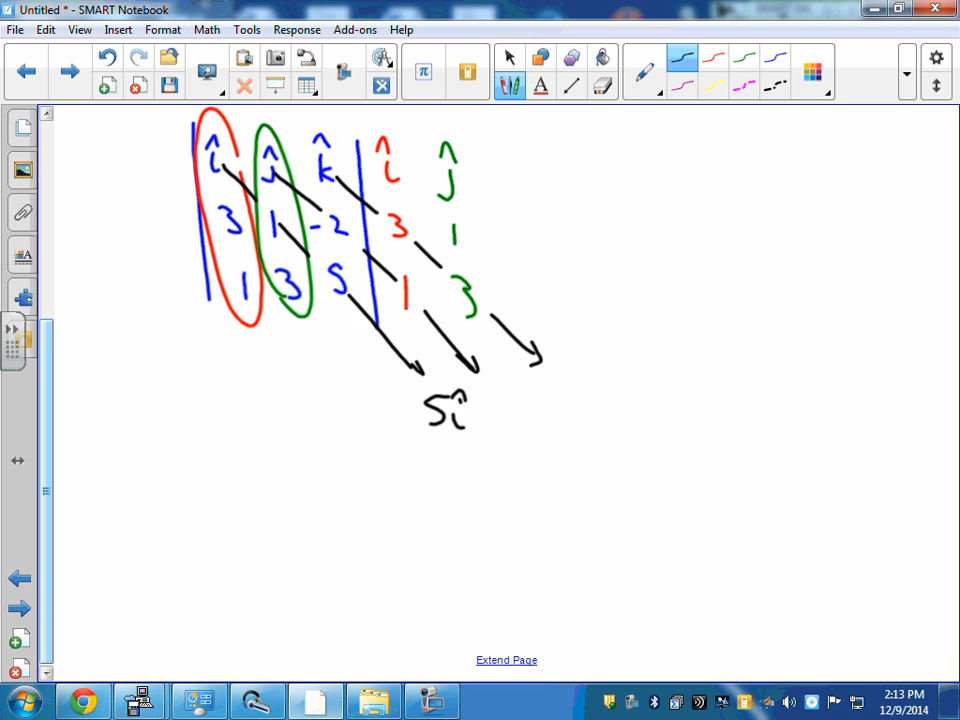 Untitled * - SMART Notebook
File Edit View Insert Format Math Tools Response Add-ons Help
î ĵ k̂ î ĵ
3 1 -2 3 1
1 3 5 1 3
5î
Extend Page
2:13 PM
12/9/2014